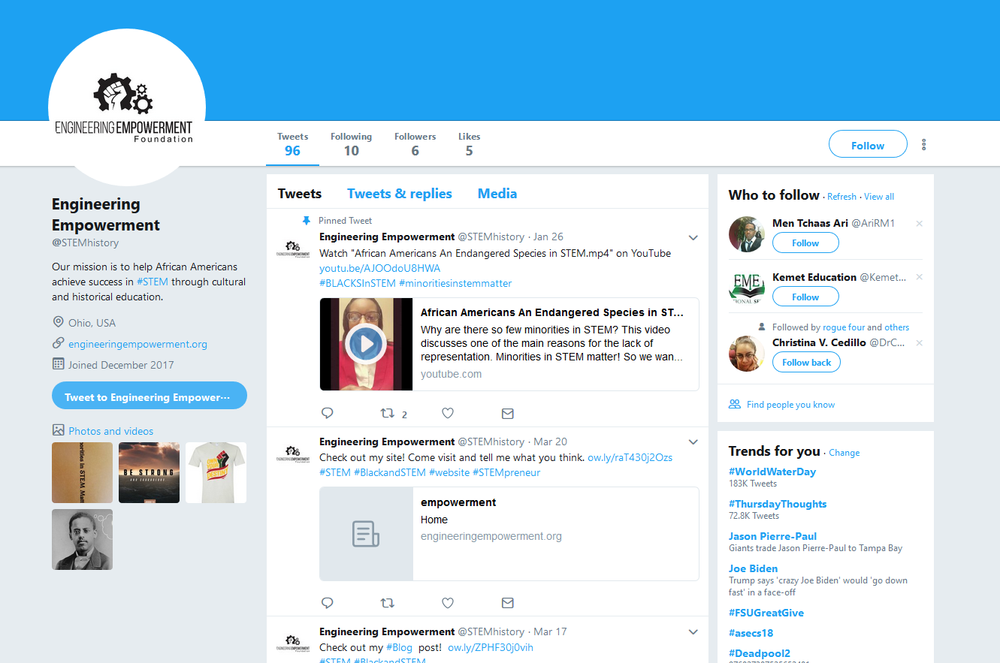 ENGINEERING EMPOWERMENT
Foundation
Tweets
96
Following
10
Followers
6
Likes
5
Follow
Engineering
Empowerment
@STEMhistory
Our mission is to help African Americans
achieve success in #STEM through cultural
and historical education.
Ohio, USA
engineeringempowerment.org
Joined December 2017
Tweet to Engineering Empower···
Photos and videos
BE STRONG
AND COURAGEOUS
Tweets Tweets & replies Media
Pinned Tweet
Engineering Empowerment @STEMhistory · Jan 26
Watch "African Americans An Endangered Species in STEM.mp4" on YouTube
youtu.be/AJOOdoU8HWA
#BLACKSInSTEM #minoritiesinstemmatter
African Americans An Endangered Species in ST...
Why are there so few minorities in STEM? This video
discusses one of the main reasons for the lack of
representation. Minorities in STEM matter! So we wan...
youtube.com
2
Engineering Empowerment @STEMhistory · Mar 20
Check out my site! Come visit and tell me what you think. ow.ly/raT430j2Ozs
#STEM #BlackandSTEM #website #STEMpreneur
empowerment
Home
engineeringempowerment.org
Engineering Empowerment @STEMhistory · Mar 17
Check out my #Blog post! ow.ly/ZPHF30j0vih
#STEM #BlackandSTEM
Who to follow · Refresh · View all
Men Tchaas Ari @AriRM1
Follow
Kemet Education @Kemet...
Follow
Followed by rogue four and others
Christina V. Cedillo @DrC...
Follow back
Find people you know
Trends for you · Change
#WorldWaterDay
183K Tweets
#ThursdayThoughts
72.8K Tweets
Jason Pierre-Paul
Giants trade Jason Pierre-Paul to Tampa Bay
Joe Biden
Trump says 'crazy Joe Biden' would 'go down
fast' in a face-off
#FSUGreatGive
#asecs18
#Deadpool2